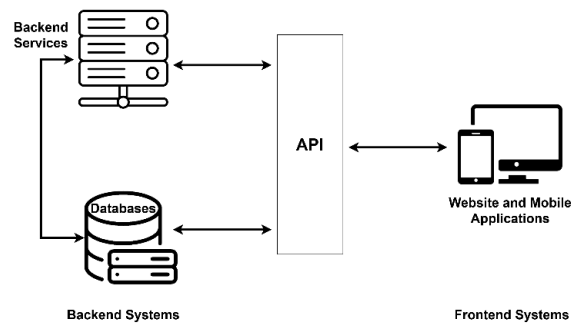 Backend
Services
API
Databases
Website and Mobile
Applications
Backend Systems
Frontend Systems